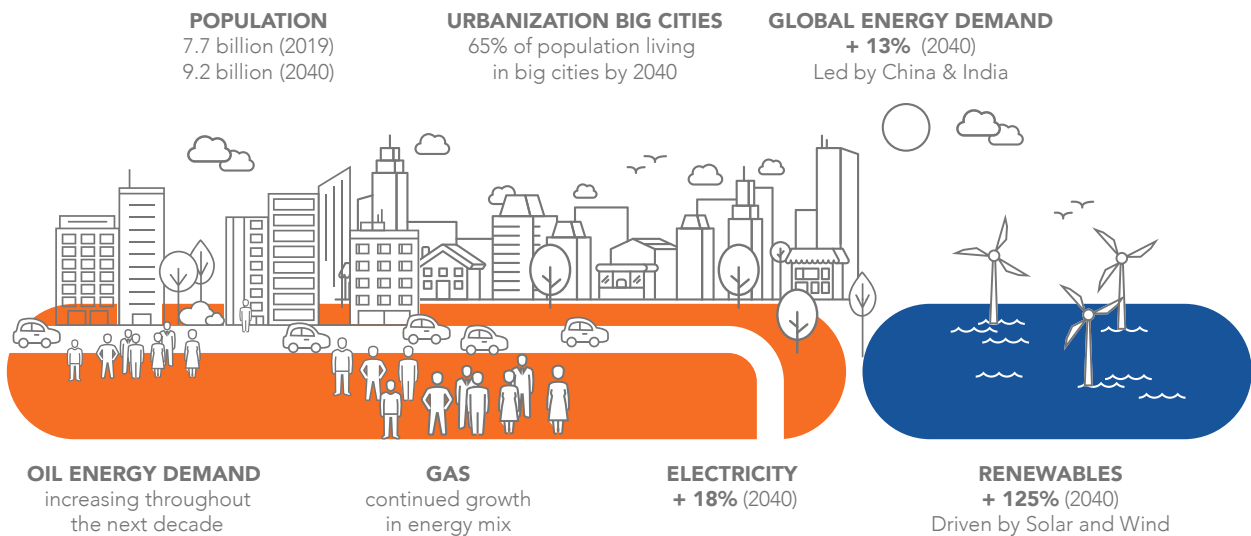 POPULATION
7.7 billion (2019)
9.2 billion (2040)
URBANIZATION BIG CITIES
65% of population living
in big cities by 2040
GLOBAL ENERGY DEMAND
+ 13% (2040)
Led by China & India
OIL ENERGY DEMAND
increasing throughout
the next decade
GAS
continued growth
in energy mix
ELECTRICITY
+ 18% (2040)
RENEWABLES
+ 125% (2040)
Driven by Solar and Wind